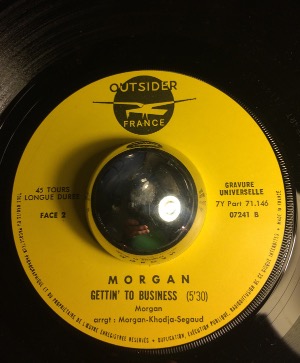 OUTSIDER
FRANCE
45 TOURS
LONGUE DURÉE
FACE 2
GRAVURE
UNIVERSELLE
7Y Part 71.146
07241 B
MORGAN
GETTIN' TO BUSINESS (5'30)
Morgan
arrgt : Morgan-Khodja-Segaud